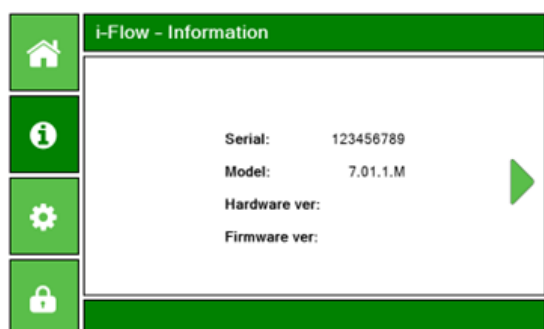 i-Flow - Information
Serial: 123456789
Model: 7.01.1.M
Hardware ver:
Firmware ver: